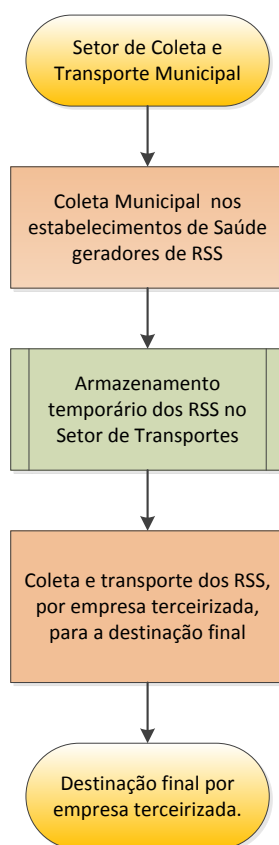 Setor de Coleta e
Transporte Municipal
Coleta Municipal nos
estabelecimentos de Saúde
geradores de RSS
Armazenamento
temporário dos RSS no
Setor de Transportes
Coleta e transporte dos RSS,
por empresa terceirizada,
para a destinação final
Destinação final por
empresa terceirizada.